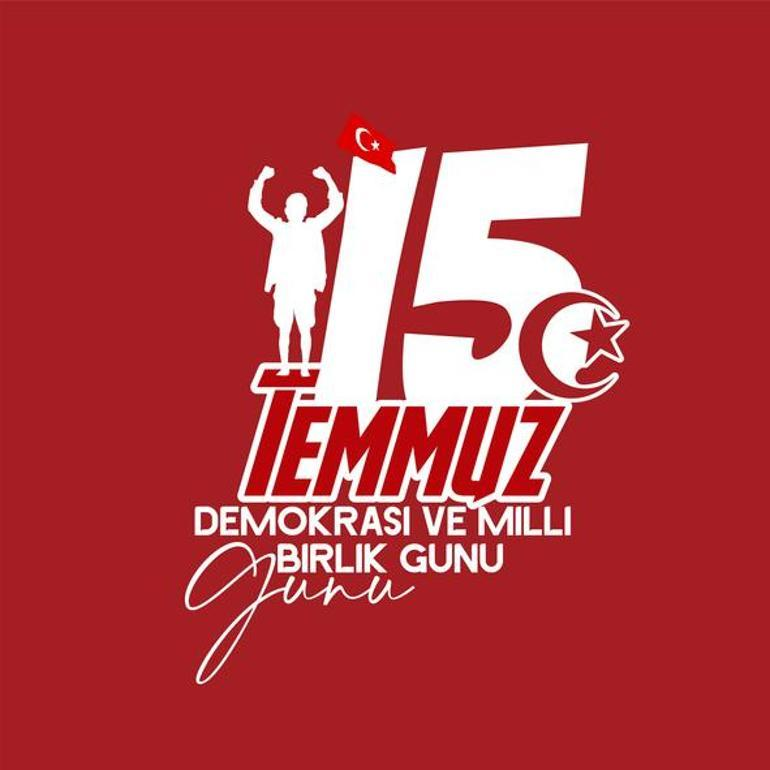 15
TEMMUZ
DEMOKRASI VE MILLI
BIRLIK GUNU
Gunu